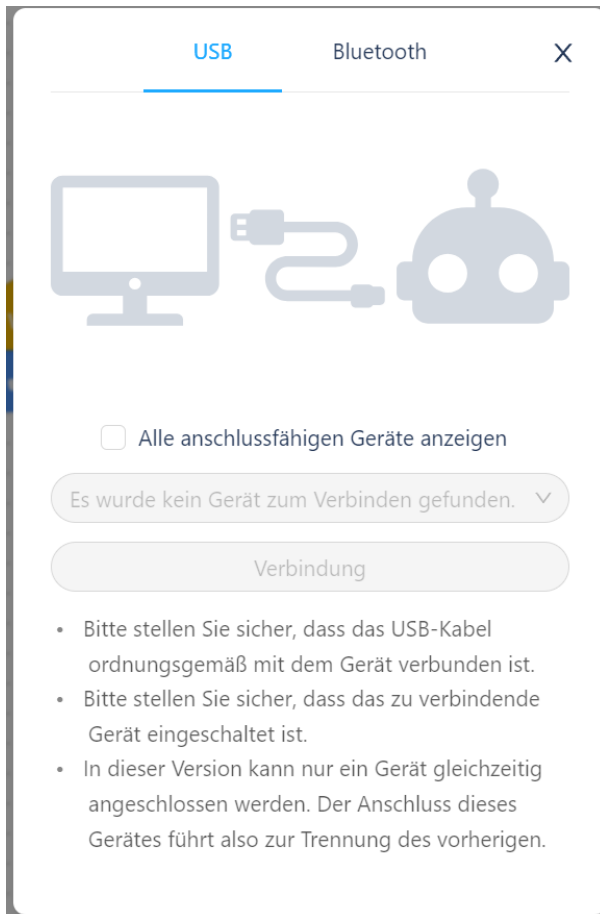 USB
Bluetooth
X
Alle anschlussfähigen Geräte anzeigen
Es wurde kein Gerät zum Verbinden gefunden.
Verbindung
• Bitte stellen Sie sicher, dass das USB-Kabel
ordnungsgemäß mit dem Gerät verbunden ist.
• Bitte stellen Sie sicher, dass das zu verbindende
Gerät eingeschaltet ist.
• In dieser Version kann nur ein Gerät gleichzeitig
angeschlossen werden. Der Anschluss dieses
Gerätes führt also zur Trennung des vorherigen.